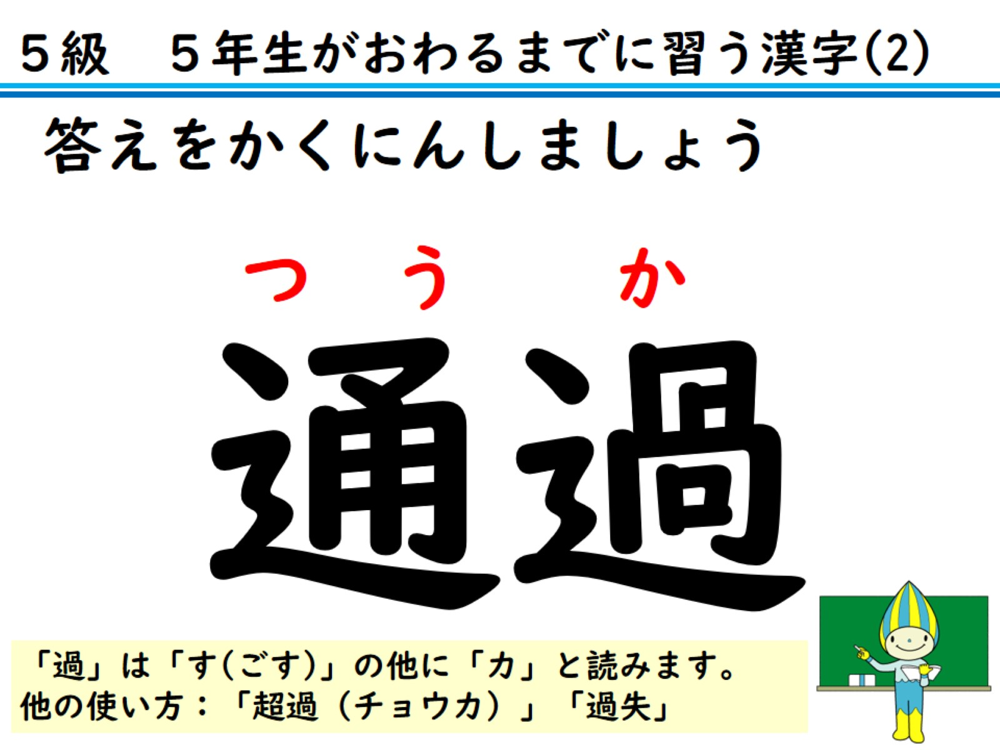 ５級　５年生がおわるまでに習う漢字(2)
答えをかくにんしましょう
つうか
通過
「過」は「す(ごす)」の他に「カ」と読みます。
他の使い方：「超過（チョウカ）」「過失」